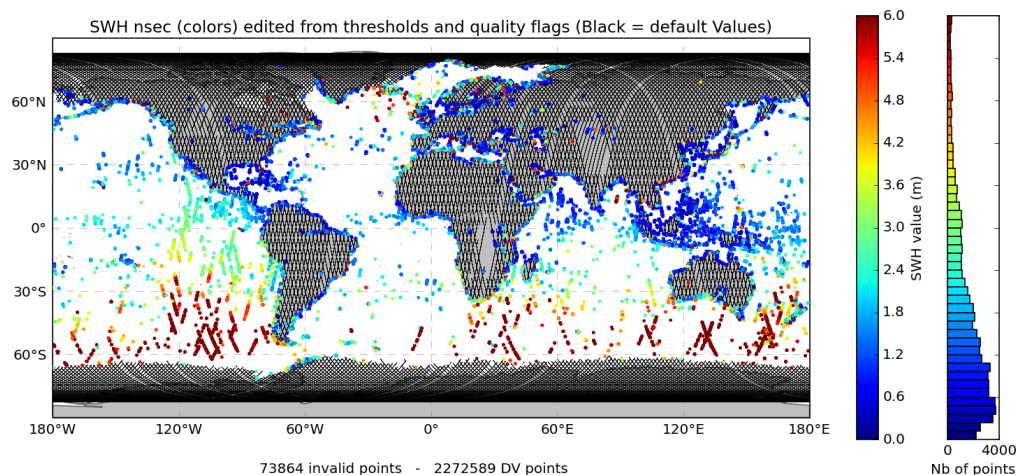 SWH nsec (colors) edited from thresholds and quality flags (Black = default Values)
60°N
30°N
0°
30°S
60°S
180°W 120°W 60°W 0° 60°E 120°E 180°E
6.0
5.4
4.8
4.2
3.6
3.0
2.4
1.8
1.2
0.6
0.0
SWH value (m)
0 4000
Nb of points
73864 invalid points - 2272589 DV points